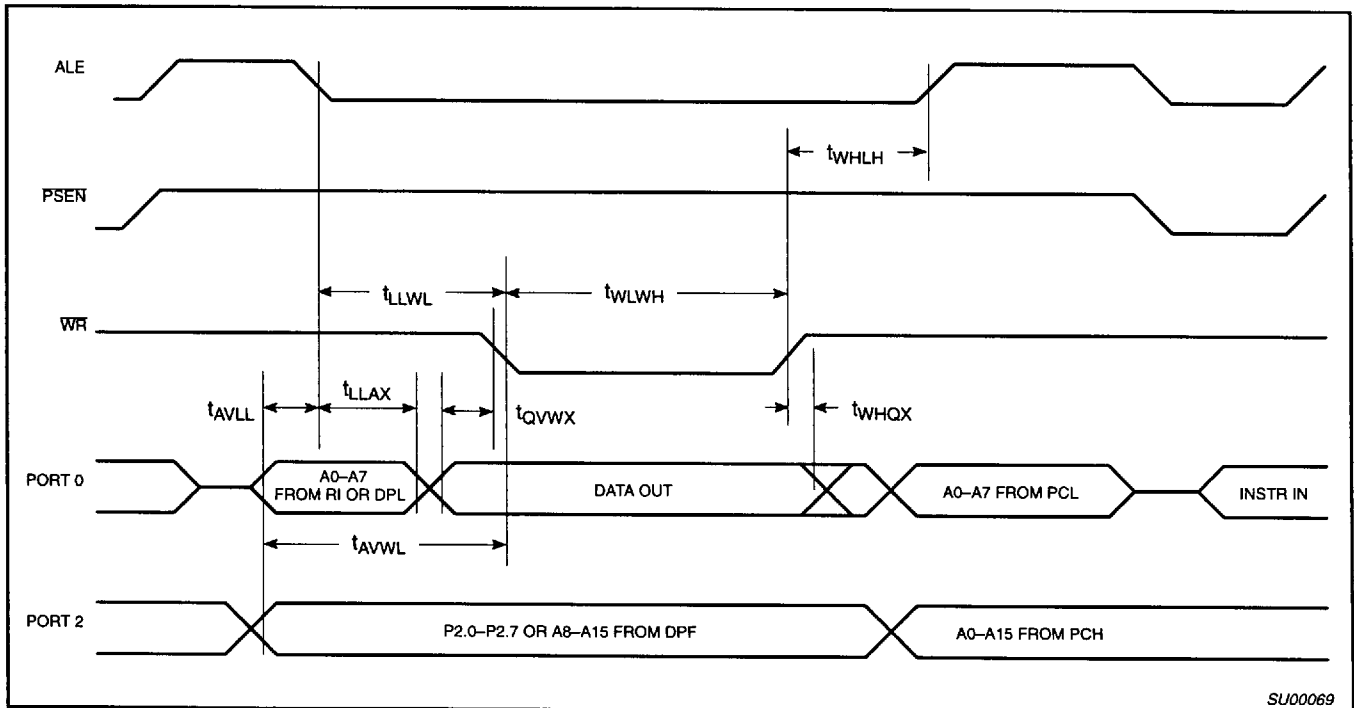 ALE
tWHLH
PSEN
tLLWL
tWLWH
WR
tAVLL
tLLAX
tQVWX
tWHQX
PORT 0
A0–A7
FROM RI OR DPL
DATA OUT
A0–A7 FROM PCL
INSTR IN
tAVWL
PORT 2
P2.0–P2.7 OR A8–A15 FROM DPF
A0–A15 FROM PCH
SU00069